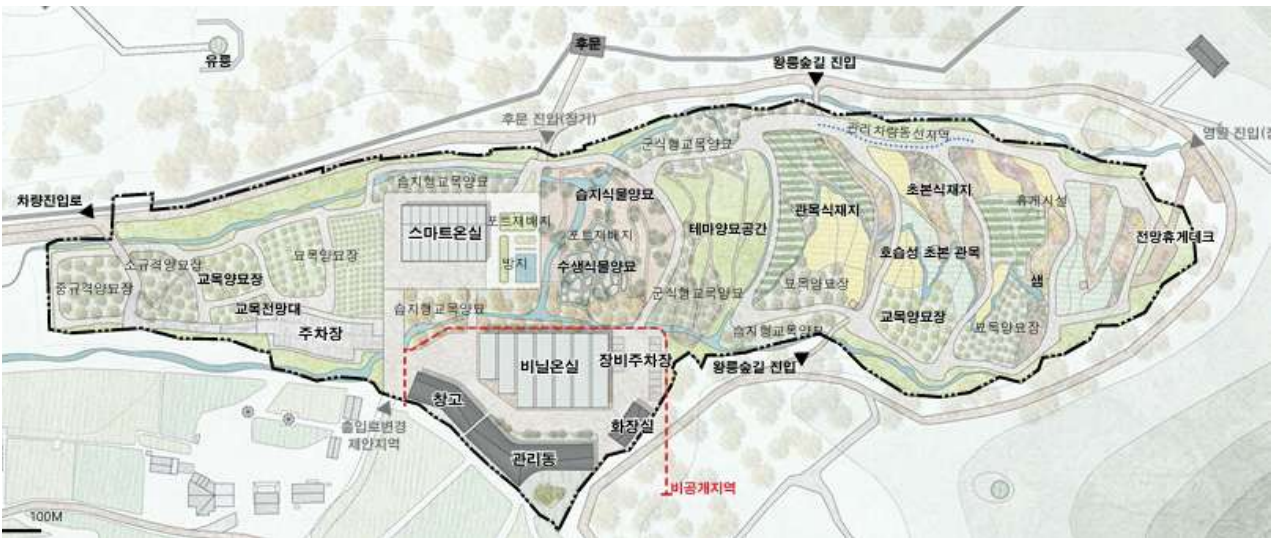 유릉
후문
왕릉숲길 진입
후문 진입(장기)
관리차량동선지역
차량진입로
습지형교목양묘
군식형교목양묘
습지식물양묘
초본식재지
휴게시설
스마트온실
포트재배지
포트재배지
테마양묘공간
관목식재지
전망휴게데크
묘목양묘장
소규격양묘장
교목양묘장
방지
수생식물양묘
호습성 초본 관목
샘
중규격양묘장
묘목양묘장
군식형교목양묘
교목전망대
습지형교목양묘
교목양묘장
묘목양묘장
주차장
습지형교목양묘
비닐온실
장비주차장
왕릉숲길 진입
창고
출입로변경
제안지역
화장실
관리동
비공개지역
100M